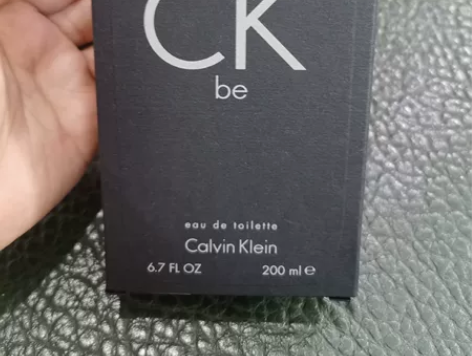 CK
be
eau de toilette
Calvin Klein
6.7 FL OZ 200 ml ℮